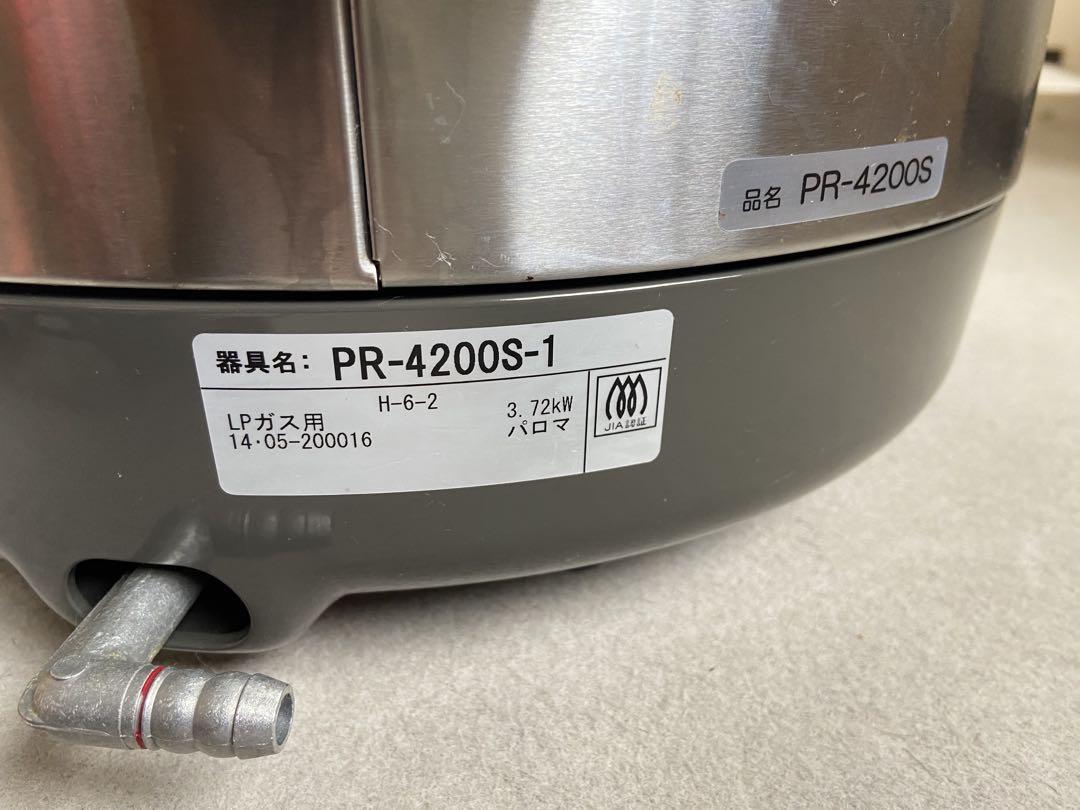 品名 PR-4200S
器具名: PR-4200S-1
H-6-2
LPガス用 3.72kW
14・05-200016 パロマ
JIA認証